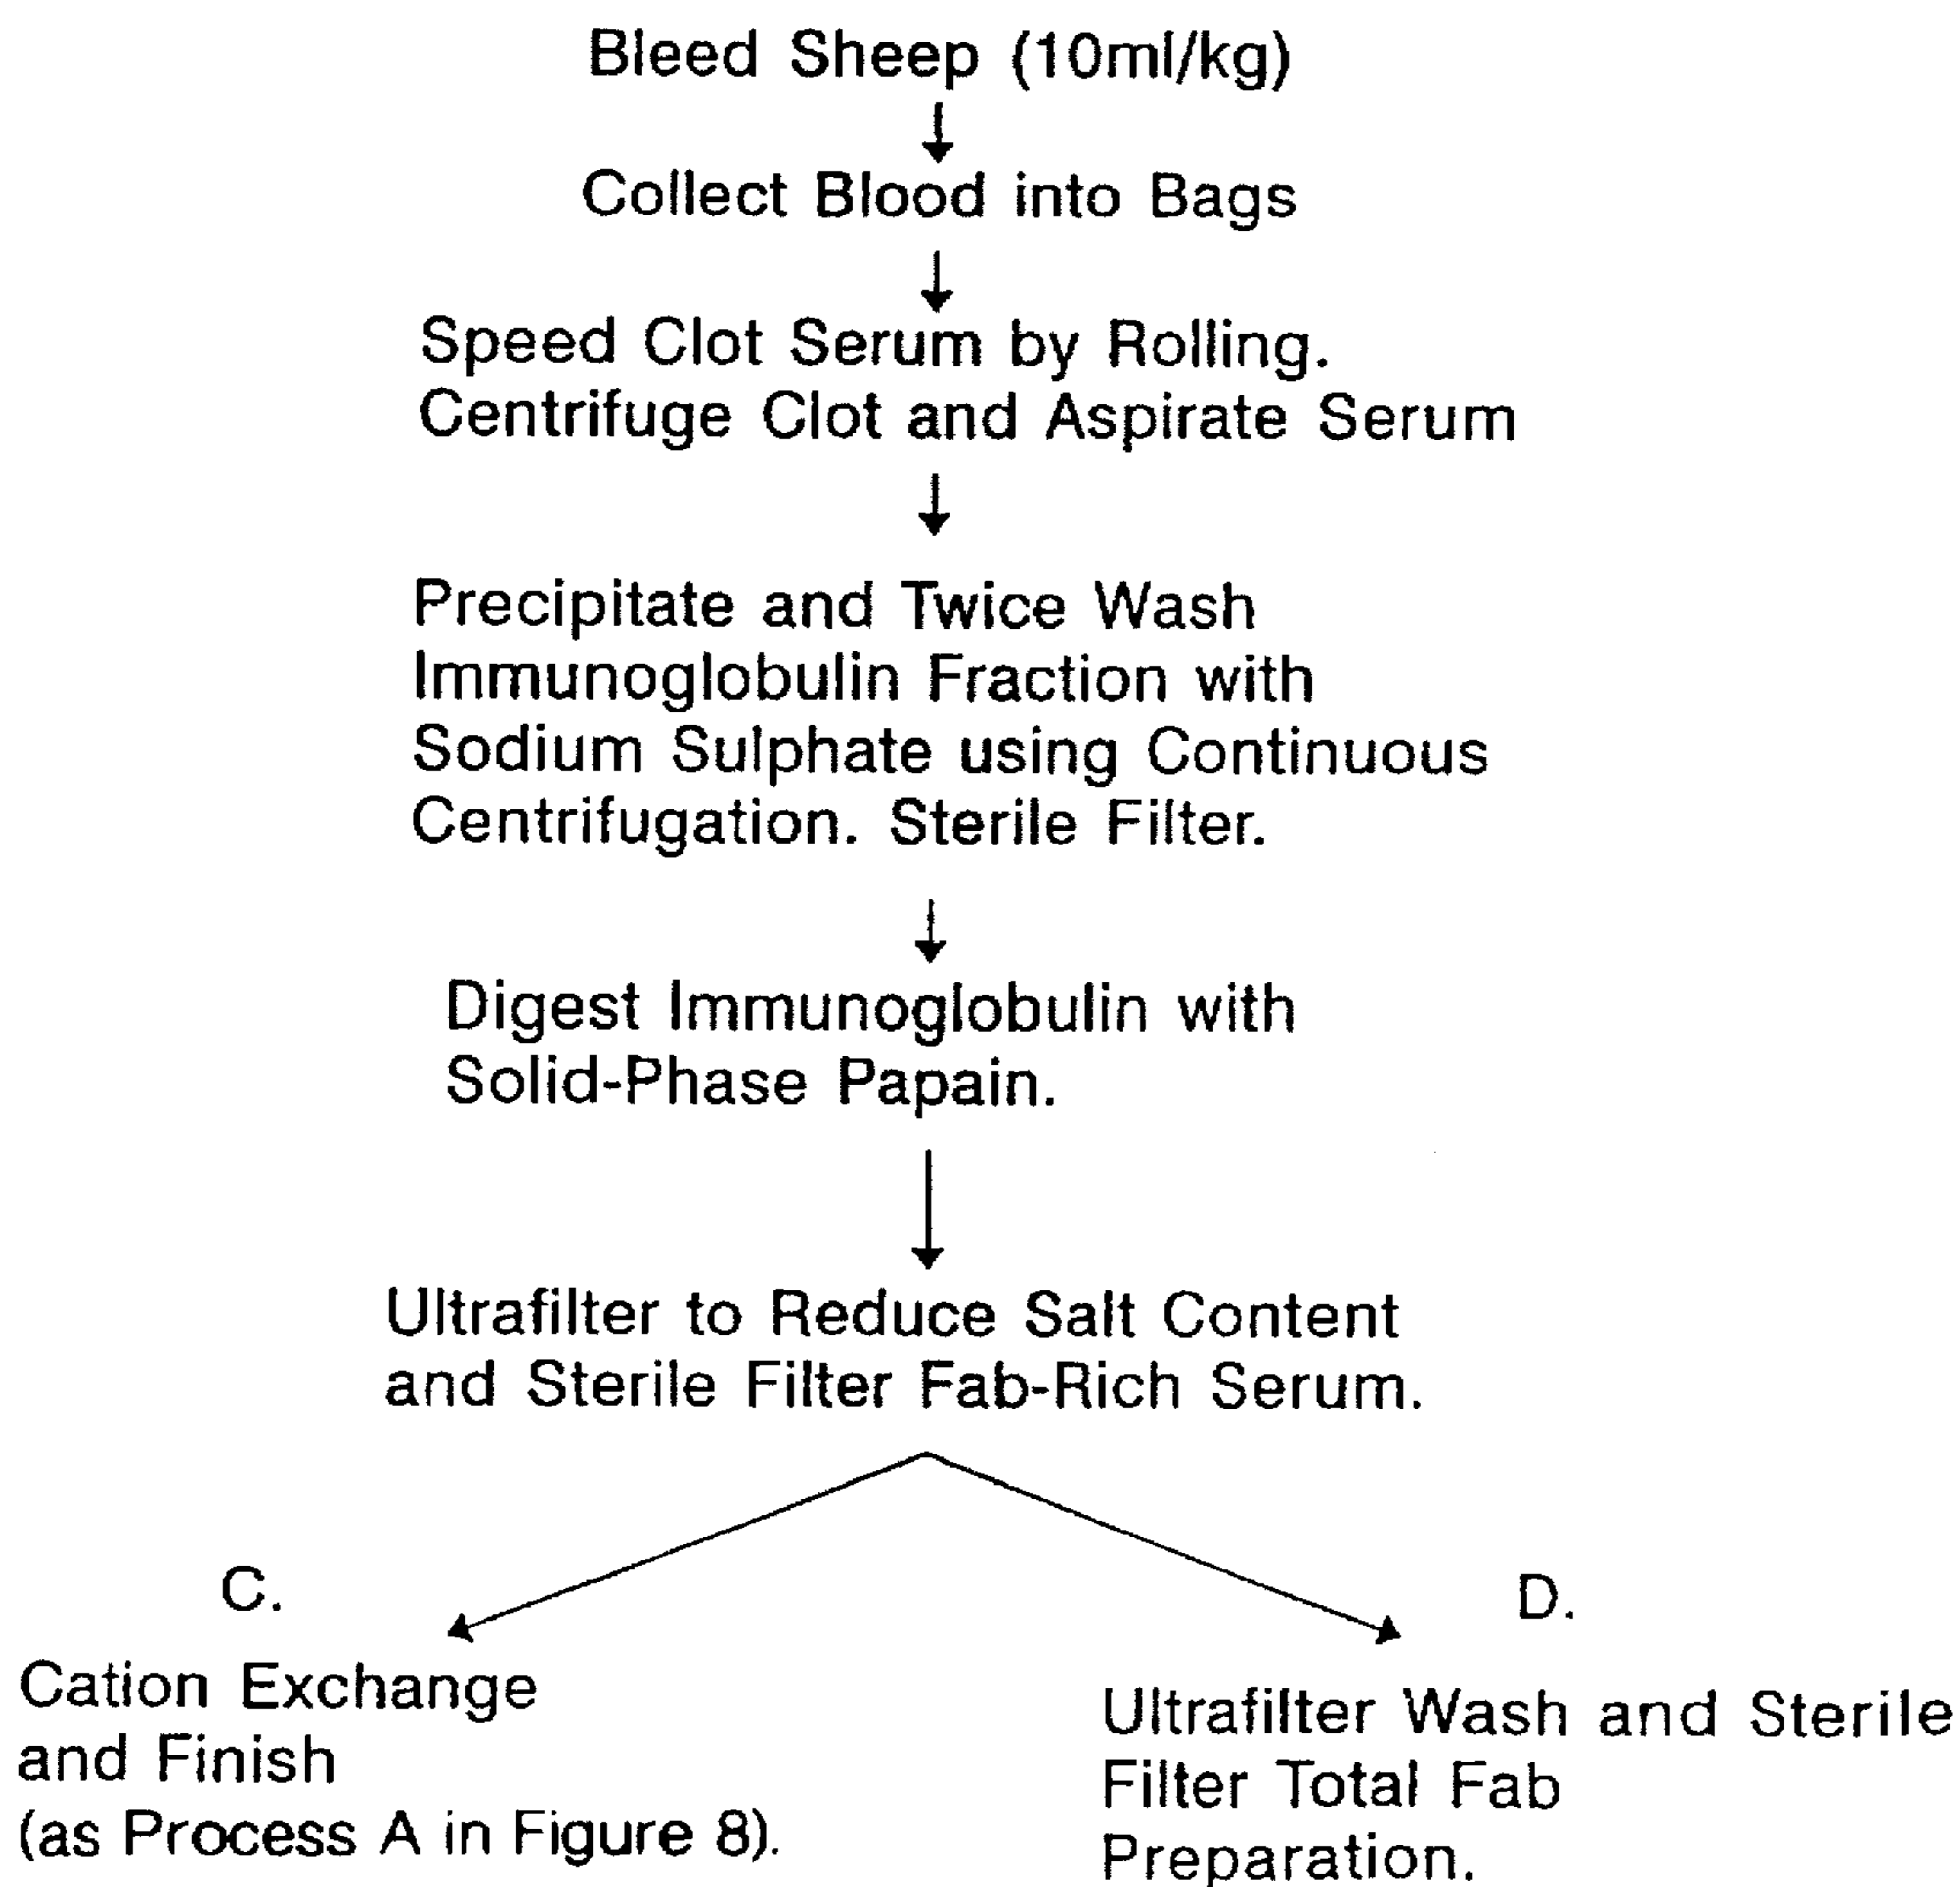 Bleed Sheep (10ml/kg)
Collect Blood into Bags
Speed Clot Serum by Rolling.
Centrifuge Clot and Aspirate Serum
Precipitate and Twice Wash
Immunoglobulin Fraction with
Sodium Sulphate using Continuous
Centrifugation. Sterile Filter.
Digest Immunoglobulin with
Solid-Phase Papain.
Ultrafilter to Reduce Salt Content
and Sterile Filter Fab-Rich Serum.
C.
Cation Exchange
and Finish
(as Process A in Figure 8).
D.
Ultrafilter Wash and Sterile
Filter Total Fab
Preparation.